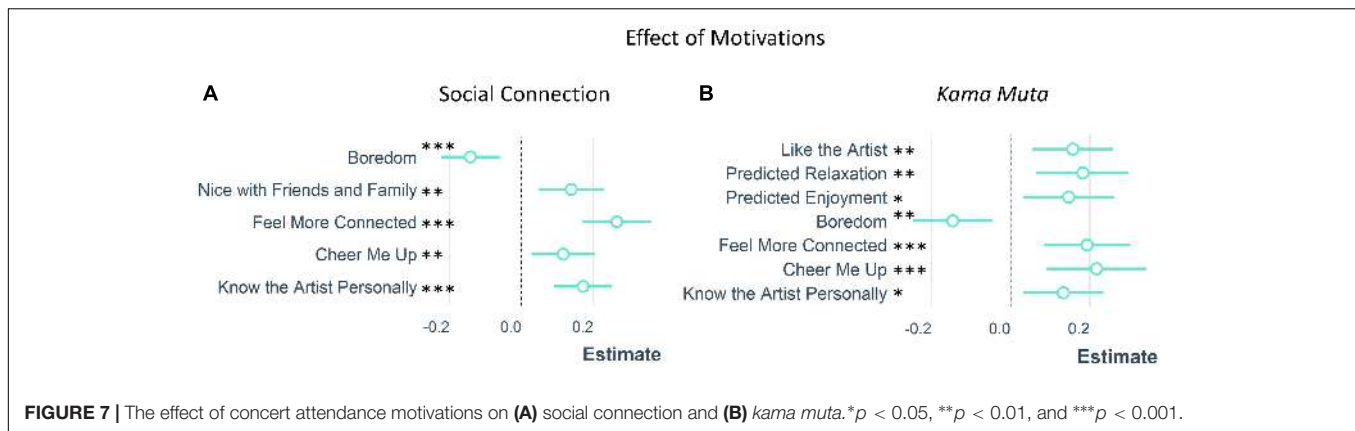 Effect of Motivations
A
Social Connection
Boredom ***
Nice with Friends and Family **
Feel More Connected ***
Cheer Me Up **
Know the Artist Personally ***
-0.2 0.0 0.2
Estimate
B
Kama Muta
Like the Artist **
Predicted Relaxation **
Predicted Enjoyment *
Boredom **
Feel More Connected ***
Cheer Me Up ***
Know the Artist Personally *
-0.2 0.0 0.2
Estimate
FIGURE 7 | The effect of concert attendance motivations on (A) social connection and (B) kama muta.*p < 0.05, **p < 0.01, and ***p < 0.001.